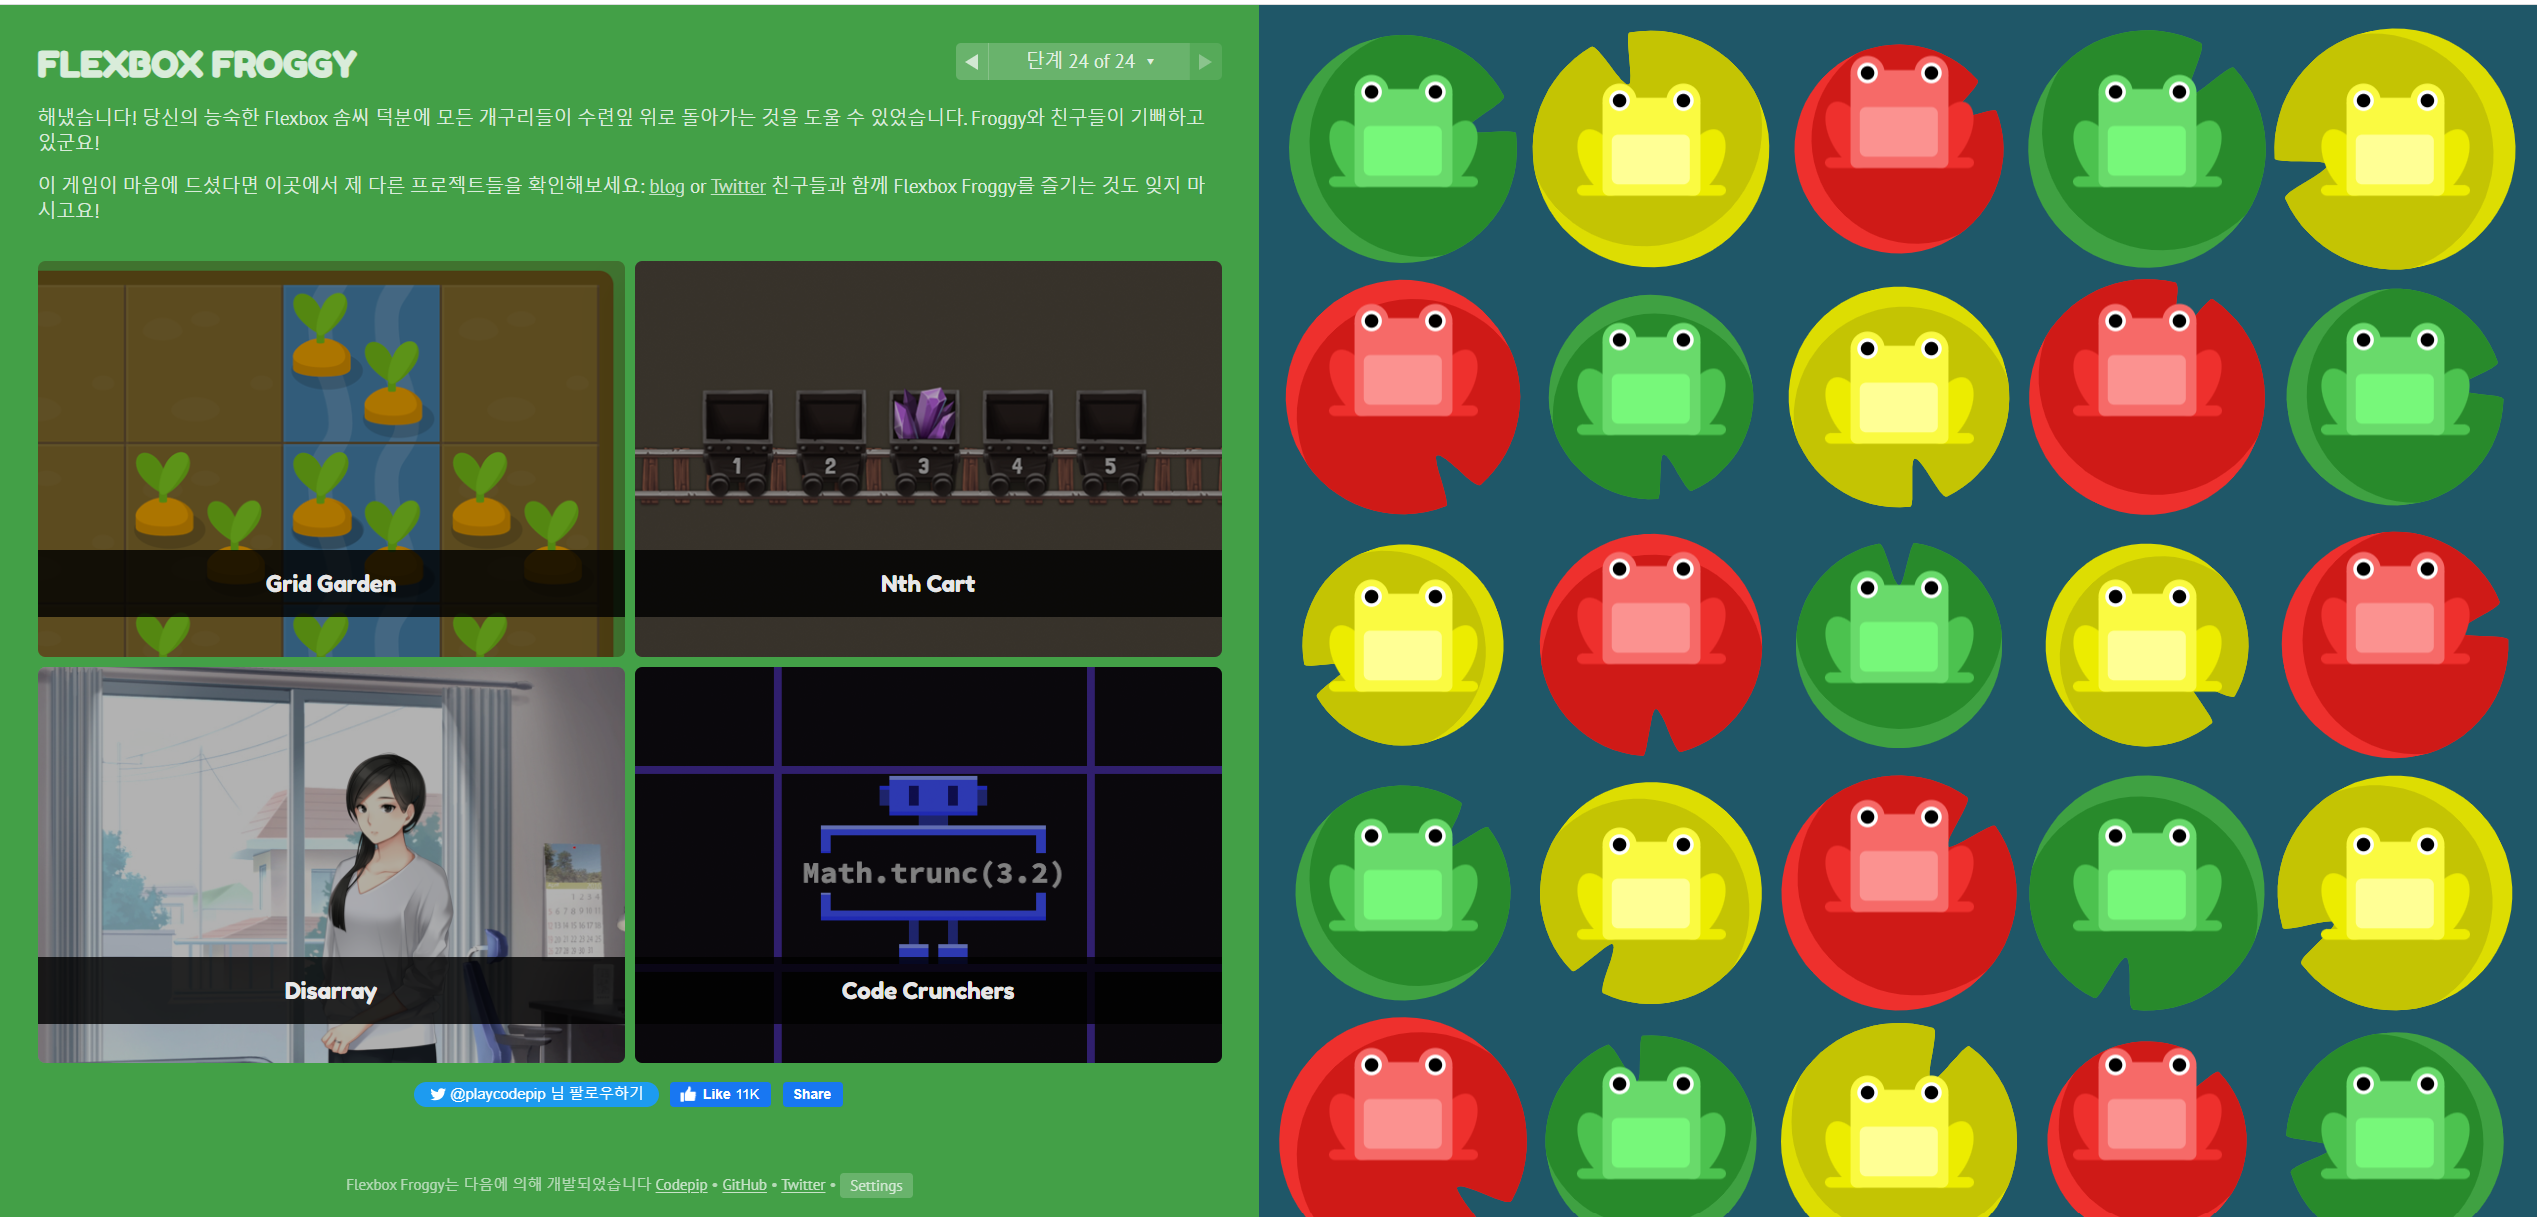 FLEXBOX FROGGY
◀ 단계 24 of 24 ▼ ▶
해냈습니다! 당신의 능숙한 Flexbox 솜씨 덕분에 모든 개구리들이 수련잎 위로 돌아가는 것을 도울 수 있었습니다. Froggy와 친구들이 기뻐하고
있군요!
이 게임이 마음에 드셨다면 이곳에서 제 다른 프로젝트들을 확인해보세요: blog or Twitter 친구들과 함께 Flexbox Froggy를 즐기는 것도 잊지 마
시고요!
1 2 3 4 5
Grid Garden
Nth Cart
Math.trunc(3.2)
Disarray
Code Crunchers
@playcodepip 님 팔로우하기
Like 11K
Share
Flexbox Froggy는 다음에 의해 개발되었습니다 Codepip • GitHub • Twitter • Settings